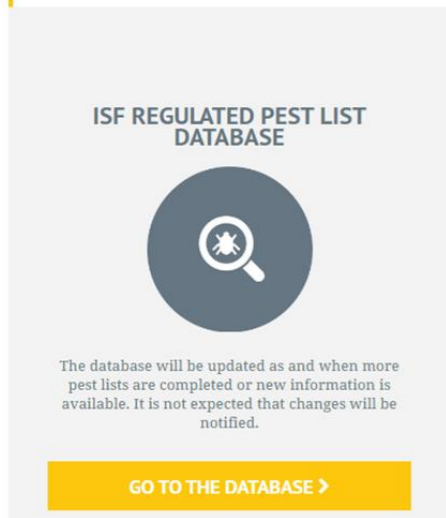 ISF REGULATED PEST LIST
DATABASE
The database will be updated as and when more
pest lists are completed or new information is
available. It is not expected that changes will be
notified.
GO TO THE DATABASE >